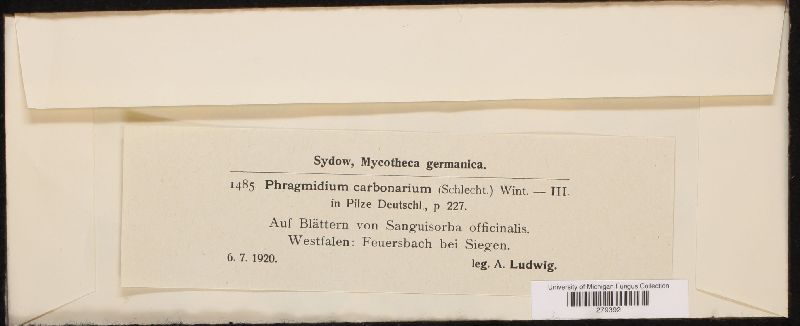 Sydow, Mycotheca germanica.
1485 Phragmidium carbonarium (Schlecht.) Wint. — III.
in Pilze Deutschl., p 227.
Auf Blättern von Sanguisorba officinalis.
Westfalen: Feuersbach bei Siegen.
6. 7. 1920. leg. A. Ludwig.
University of Michigan Fungus Collection
279392